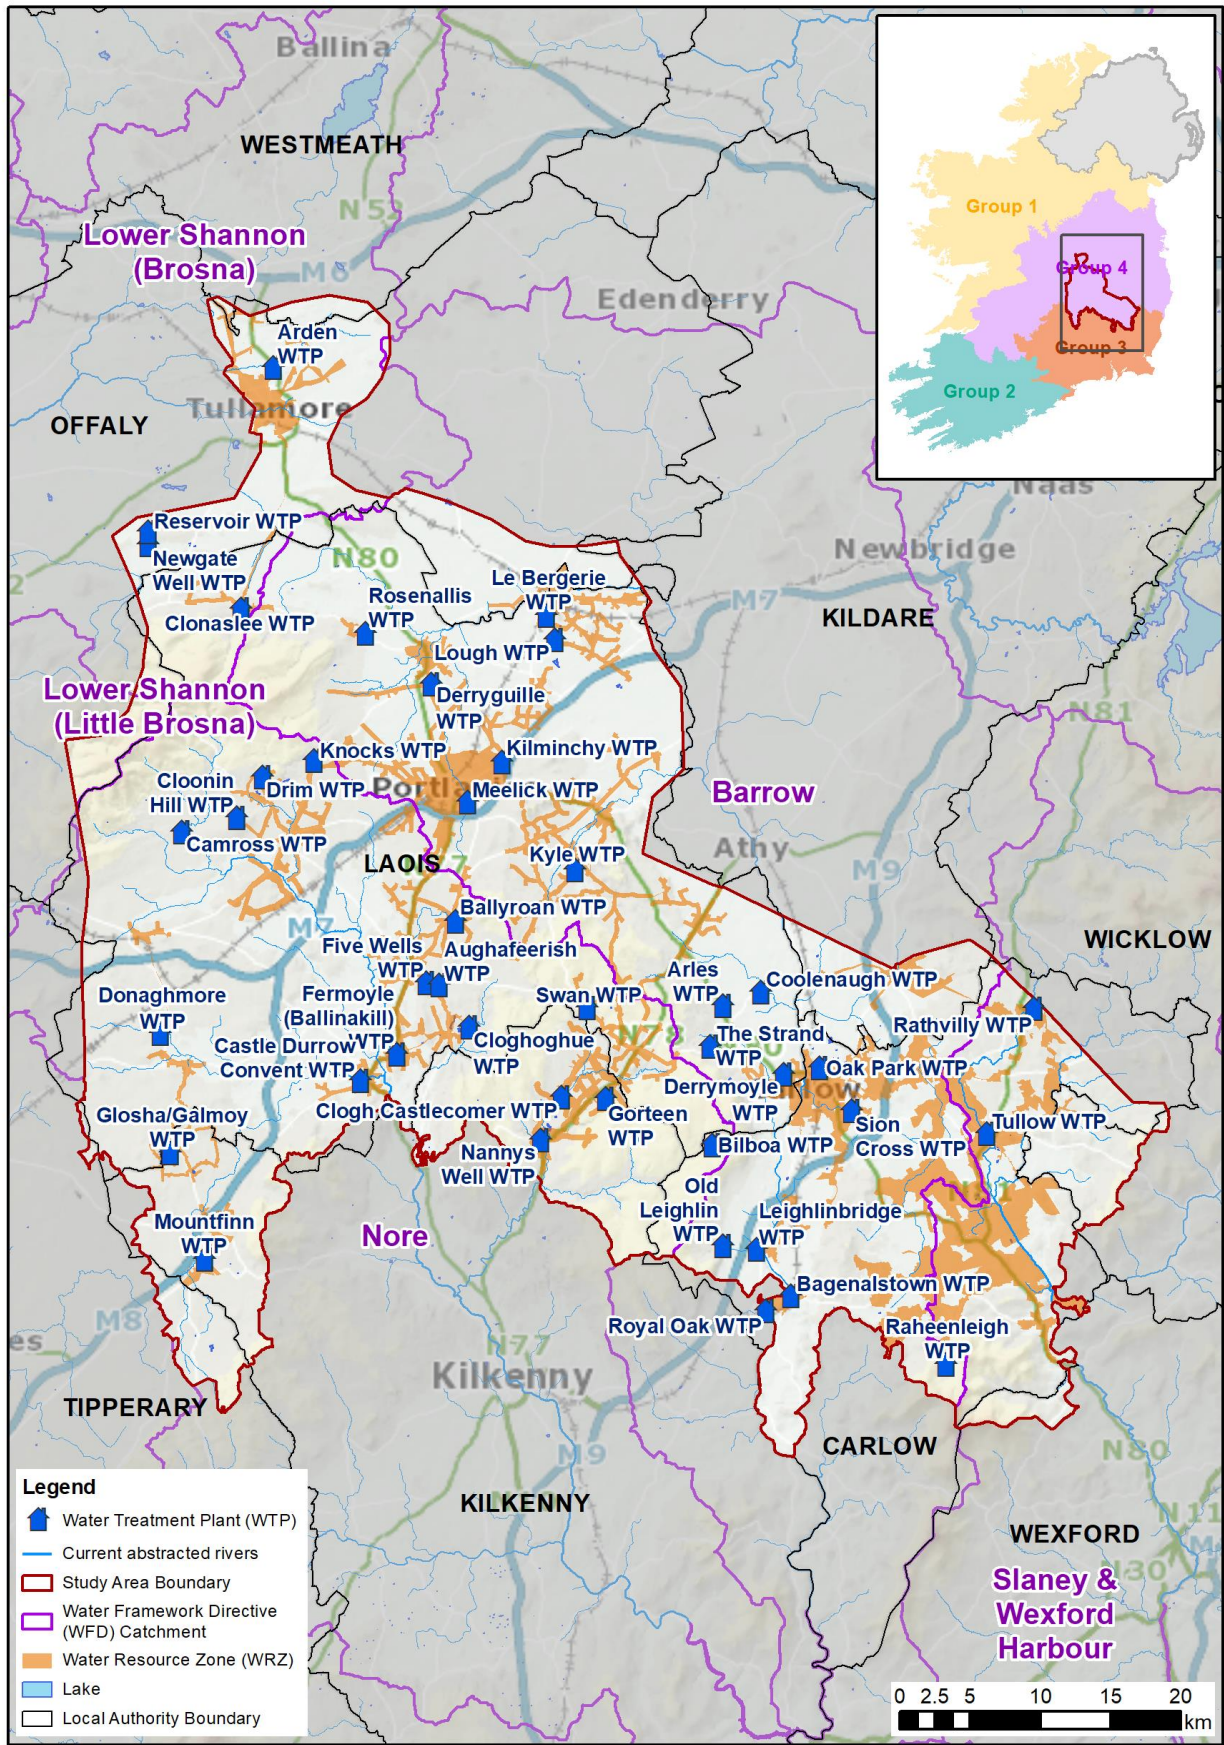 Ballina
WESTMEATH
N52
Lower Shannon
(Brosna)
M6
Edenderry
Arden
WTP
Tullamore
OFFALY
Group 1
Group 4
Group 3
Group 2
Naas
Reservoir WTP
Newgate
Well WTP
N80
Newbridge
Le Bergerie
WTP
Rosenallis
WTP
M7
KILDARE
Clonaslee WTP
Lough WTP
Lower Shannon
(Little Brosna)
Derryguille
WTP
N81
Knocks WTP
Kilminchy WTP
Cloonin
Hill WTP
Drim WTP
Meelick WTP
Barrow
Camross WTP
Athy
Kyle WTP
LAOIS
M9
Ballyroan WTP
M7
Five Wells
WTP
Aughafeerish
WTP
WICKLOW
Donaghmore
WTP
Fermoyle
(Ballinakill)
WTP
Swan WTP
Arles
WTP
Coolenaugh WTP
Rathvilly WTP
Castle Durrow
Convent WTP
Cloghoghue
WTP
N78
The Strand
WTP
Oak Park WTP
Derrymoyle
WTP
Glosha/Galmoy
WTP
Clogh Castlecomer WTP
Gorteen
WTP
Sion
Cross WTP
Tullow WTP
Nannys
Well WTP
Bilboa WTP
Old
Leighlin
WTP
Leighlinbridge
WTP
N81
Mountfinn
WTP
Nore
Bagenalstown WTP
Royal Oak WTP
Raheenleigh
WTP
M8
N77
Kilkenny
TIPPERARY
CARLOW
M9
N80
KILKENNY
N11
WEXFORD
N30
Slaney &
Wexford
Harbour
Legend
Water Treatment Plant (WTP)
Current abstracted rivers
Study Area Boundary
Water Framework Directive
(WFD) Catchment
Water Resource Zone (WRZ)
Lake
Local Authority Boundary
0 2.5 5 10 15 20
km